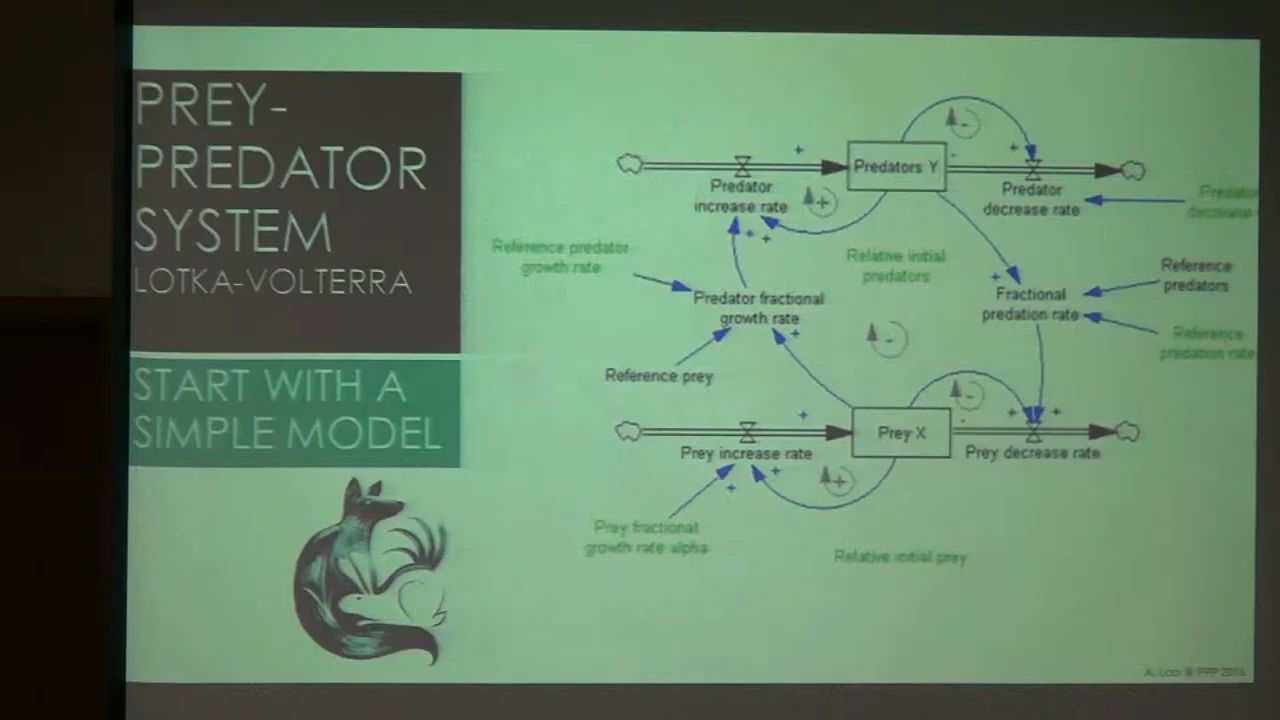 PREY-
PREDATOR
SYSTEM
LOTKA-VOLTERRA
START WITH A
SIMPLE MODEL
Predators Y
Predator
increase rate
Predator
decrease rate
Predator
decrease
Reference predator
growth rate
Relative initial
predators
Reference
predators
Predator fractional
growth rate
Fractional
predation rate
Reference
predation rate
Reference prey
Prey X
Prey increase rate
Prey decrease rate
Prey fractional
growth rate alpha
Relative initial prey